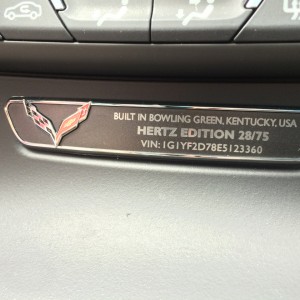 BUILT IN BOWLING GREEN, KENTUCKY, USA
HERTZ EDITION 28/75
VIN: 1G1YF2D78E5123360